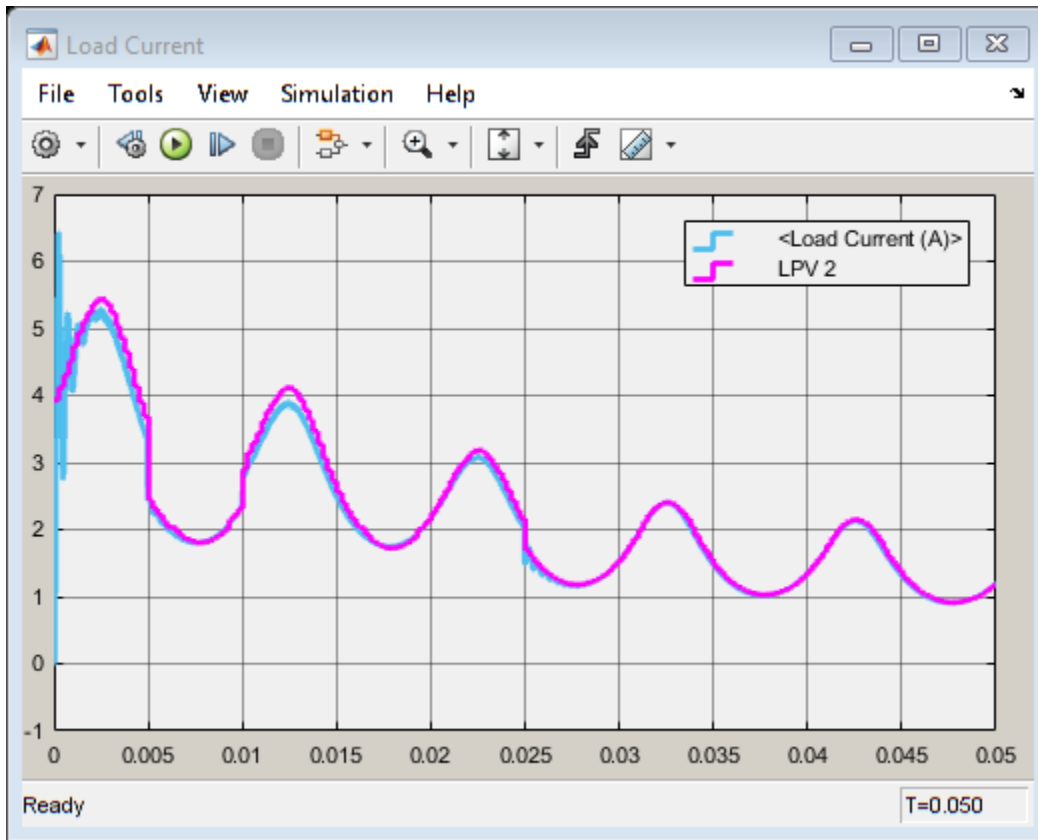 Load Current
File Tools View Simulation Help
<Load Current (A)>
LPV 2
7
6
5
4
3
2
1
0
-1
0 0.005 0.01 0.015 0.02 0.025 0.03 0.035 0.04 0.045 0.05
Ready T=0.050